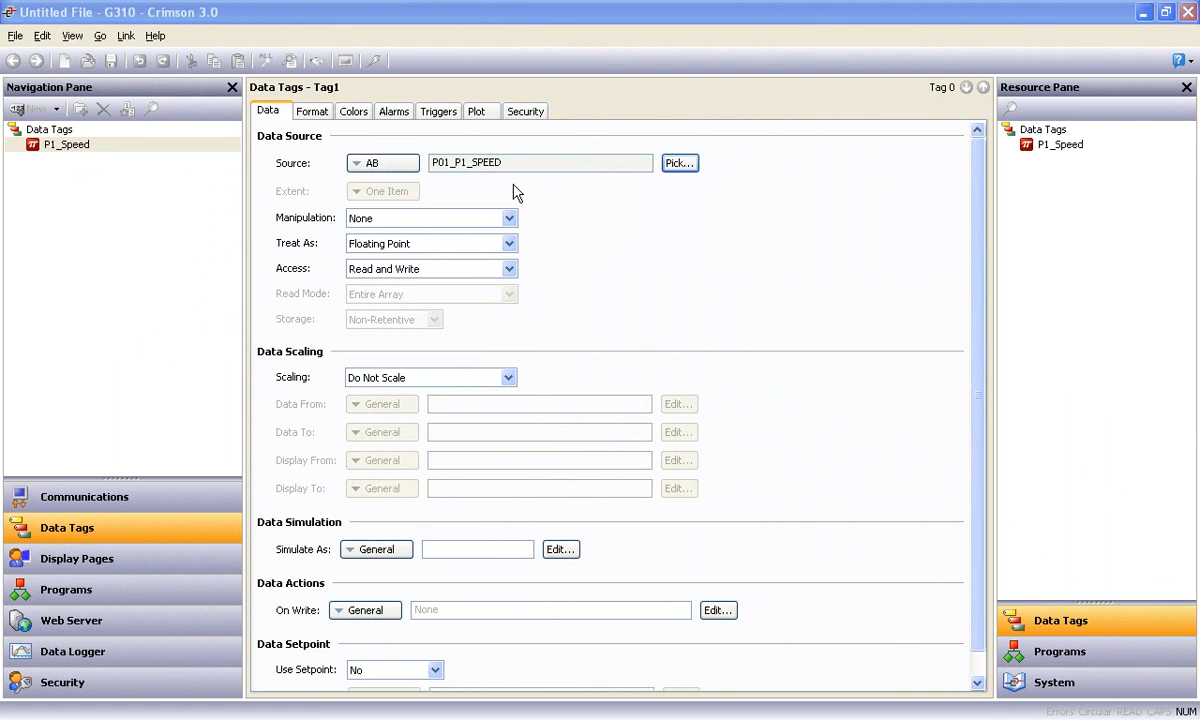 Untitled File - G310 - Crimson 3.0
File Edit View Go Link Help
Navigation Pane
New
Data Tags
P1_Speed
Communications
Data Tags
Display Pages
Programs
Web Server
Data Logger
Security
Data Tags - Tag1
Tag 0
Data Format Colors Alarms Triggers Plot Security
Data Source
Source: AB P01_P1_SPEED Pick...
Extent: One Item
Manipulation: None
Treat As: Floating Point
Access: Read and Write
Read Mode: Entire Array
Storage: Non-Retentive
Data Scaling
Scaling: Do Not Scale
Data From: General Edit...
Data To: General Edit...
Display From: General Edit...
Display To: General Edit...
Data Simulation
Simulate As: General Edit...
Data Actions
On Write: General None Edit...
Data Setpoint
Use Setpoint: No
Resource Pane
Data Tags
P1_Speed
Data Tags
Programs
System
Errors Circular READ CAPS NUM